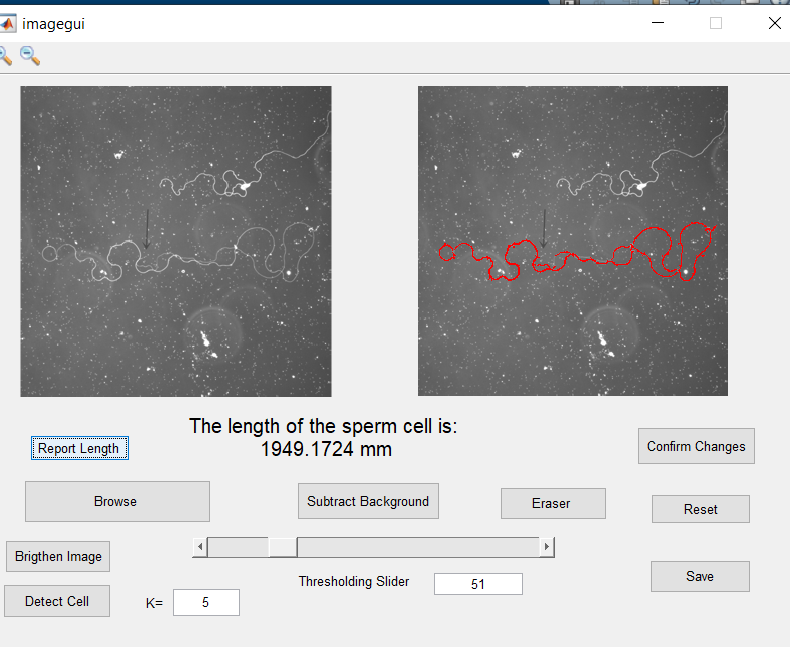 imagegui
The length of the sperm cell is:
1949.1724 mm
Report Length
Confirm Changes
Browse
Subtract Background
Eraser
Reset
Brigthen Image
Thresholding Slider
51
Save
Detect Cell
K=
5